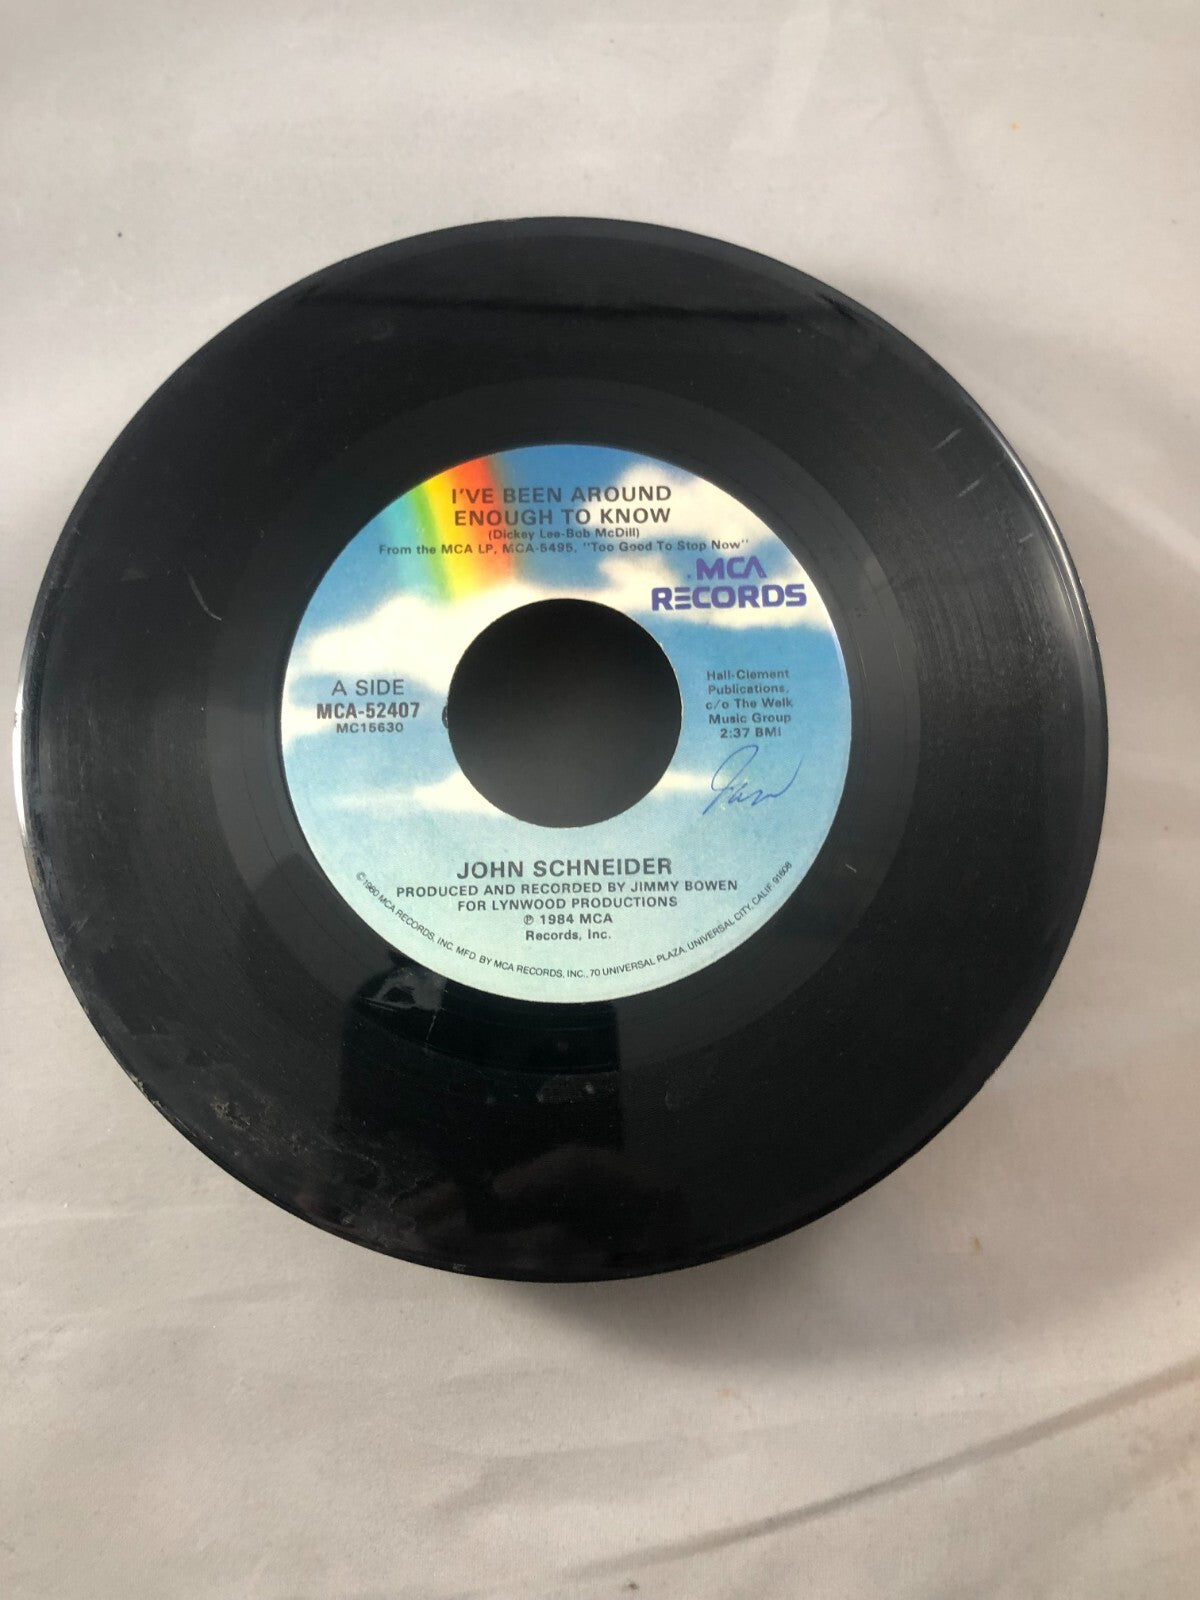 I'VE BEEN AROUND
ENOUGH TO KNOW
(Dickey Lee-Bob McDill)
From the MCA LP, MCA-5495, "Too Good To Stop Now"
MCA
RECORDS
A SIDE
MCA-52407
MC15630
Hall-Clement
Publications,
c/o The Welk
Music Group
2:37 BMI
JOHN SCHNEIDER
PRODUCED AND RECORDED BY JIMMY BOWEN
FOR LYNWOOD PRODUCTIONS
℗ 1984 MCA
Records, Inc.
©1980 MCA RECORDS, INC. MFD. BY MCA RECORDS, INC., 70 UNIVERSAL PLAZA, UNIVERSAL CITY, CALIF. 91608